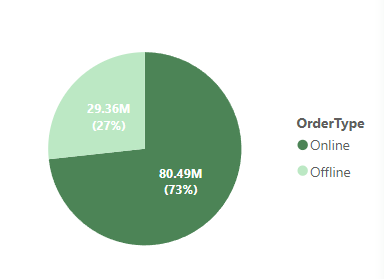 29.36M
(27%)
80.49M
(73%)
OrderType
Online
Offline